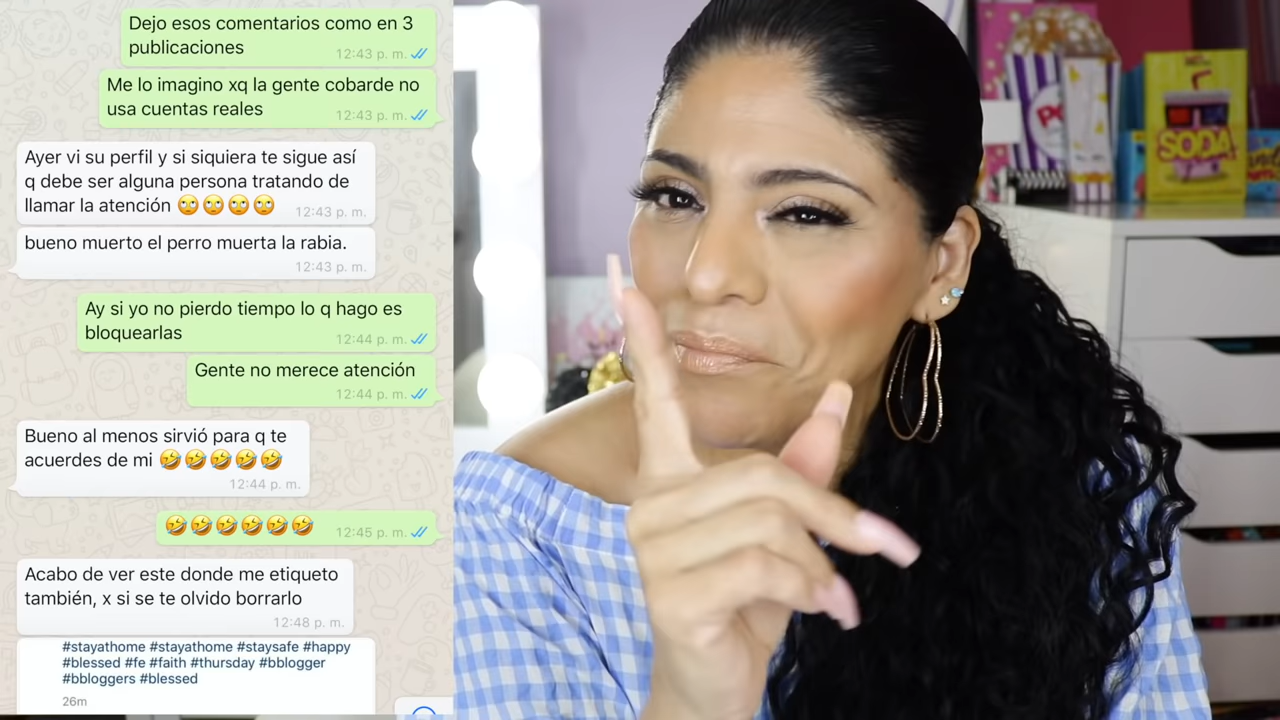 Dejo esos comentarios como en 3
publicaciones
12:43 p. m.
Me lo imagino xq la gente cobarde no
usa cuentas reales
12:43 p. m.
Ayer vi su perfil y si siquiera te sigue así
q debe ser alguna persona tratando de
llamar la atención 🙄🙄🙄🙄
12:43 p. m.
bueno muerto el perro muerta la rabia.
12:43 p. m.
Ay si yo no pierdo tiempo lo q hago es
bloquearlas
12:44 p. m.
Gente no merece atención
12:44 p. m.
Bueno al menos sirvió para q te
acuerdes de mi 🤣🤣🤣🤣🤣
12:44 p. m.
🤣🤣🤣🤣🤣🤣 12:45 p. m.
Acabo de ver este donde me etiqueto
también, x si se te olvido borrarlo
12:48 p. m.
#stayathome #stayathome #staysafe #happy
#blessed #fe #faith #thursday #bblogger
#bbloggers #blessed
26m
SODA